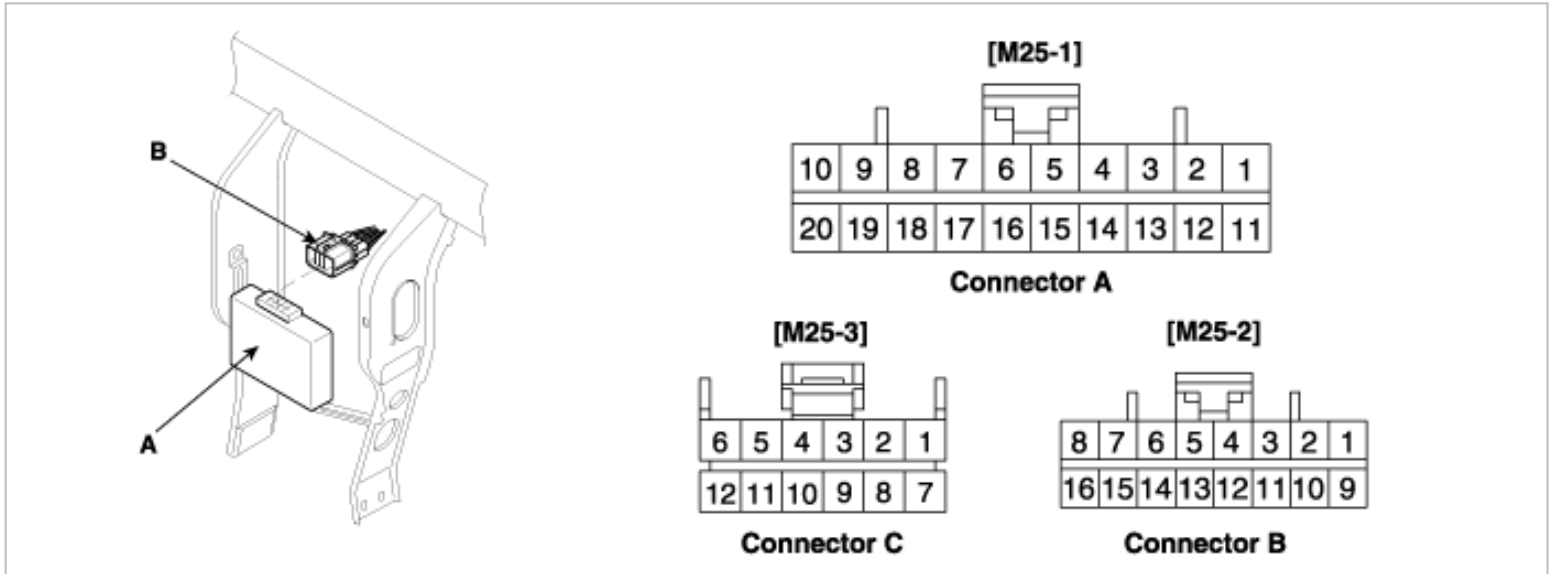 B
A
[M25-1]
10 9 8 7 6 5 4 3 2 1
20 19 18 17 16 15 14 13 12 11
Connector A
[M25-3]
6 5 4 3 2 1
12 11 10 9 8 7
Connector C
[M25-2]
8 7 6 5 4 3 2 1
16 15 14 13 12 11 10 9
Connector B